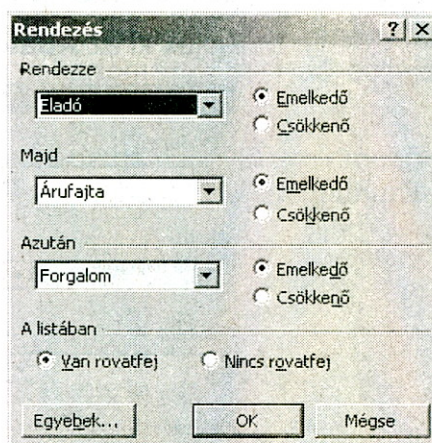 Rendezés ? ×
Rendezze
Eladó Emelkedő
Csökkenő
Majd
Árufajta Emelkedő
Csökkenő
Azután
Forgalom Emelkedő
Csökkenő
A listában
Van rovatfej Nincs rovatfej
Egyebek... OK Mégse